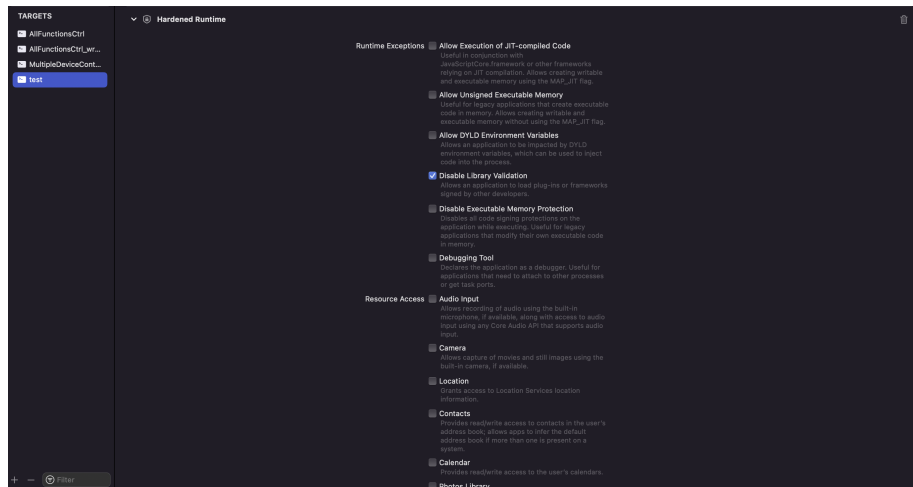 TARGETS
AllFunctionsCtrl
AllFunctionsCtrl_wr...
MultipleDeviceCont...
test
Filter
Hardened Runtime
Runtime Exceptions
Allow Execution of JIT-compiled Code
Useful in conjunction with
JavaScriptCore.framework or other frameworks
relying on JIT compilation. Allows creating writable
and executable memory using the MAP_JIT flag.
Allow Unsigned Executable Memory
Useful for legacy applications that create executable
code in memory. Allows creating writable and
executable memory without using the MAP_JIT flag.
Allow DYLD Environment Variables
Allows an application to be impacted by DYLD
environment variables, which can be used to inject
code into the process.
Disable Library Validation
Allows an application to load plug-ins or frameworks
signed by other developers.
Disable Executable Memory Protection
Disables all code signing protections on the
application while executing. Useful for legacy
applications that modify their own executable code
in memory.
Debugging Tool
Declares the application as a debugger. Useful for
applications that need to attach to other processes
or get task ports.
Resource Access
Audio Input
Allows recording of audio using the built-in
microphone, if available, along with access to audio
input using any Core Audio API that supports audio
input.
Camera
Allows capture of movies and still images using the
built-in camera, if available.
Location
Grants access to Location Services location
information.
Contacts
Provides read/write access to contacts in the user's
address book; allows apps to infer the default
address book if more than one is present on a
system.
Calendar
Provides read/write access to the user's calendars.
Photos Library